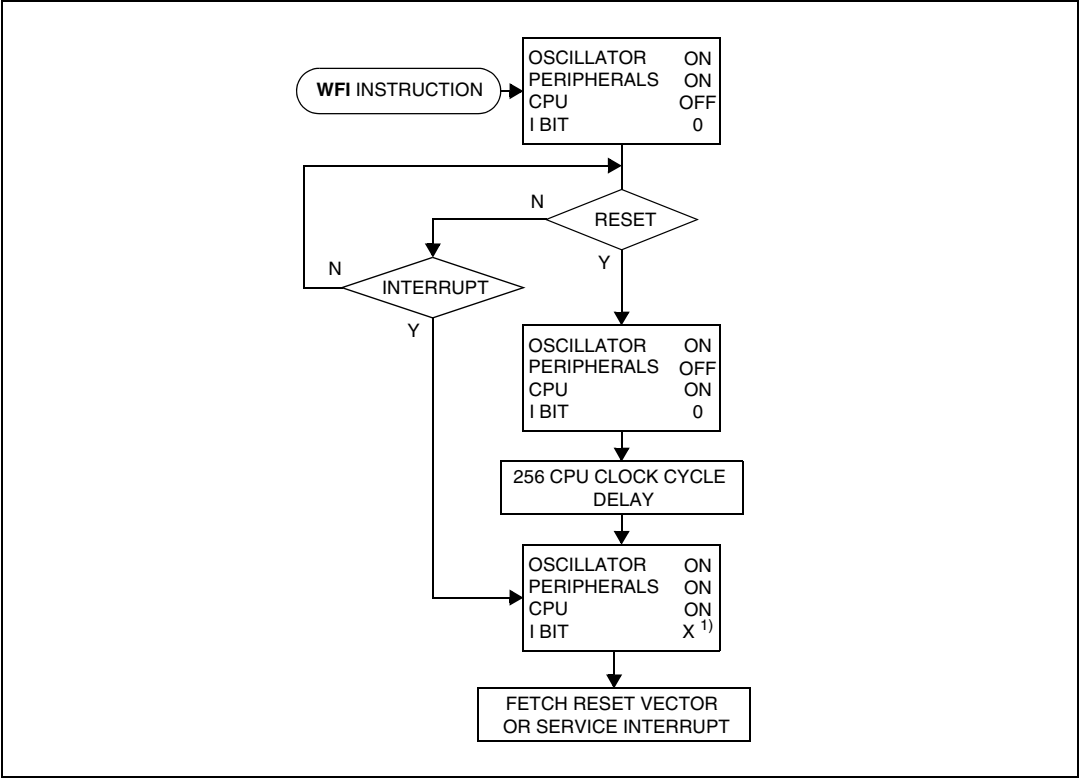 WFI INSTRUCTION
OSCILLATOR ON
PERIPHERALS ON
CPU OFF
I BIT 0
N
RESET
Y
N
INTERRUPT
Y
OSCILLATOR ON
PERIPHERALS OFF
CPU ON
I BIT 0
256 CPU CLOCK CYCLE
DELAY
OSCILLATOR ON
PERIPHERALS ON
CPU ON
I BIT X 1)
FETCH RESET VECTOR
OR SERVICE INTERRUPT